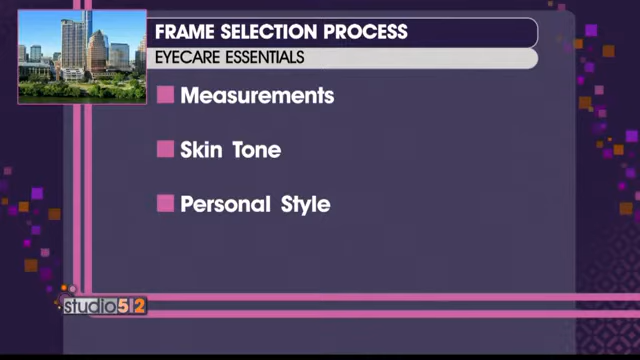 FRAME SELECTION PROCESS
EYECARE ESSENTIALS
Measurements
Skin Tone
Personal Style
studio512